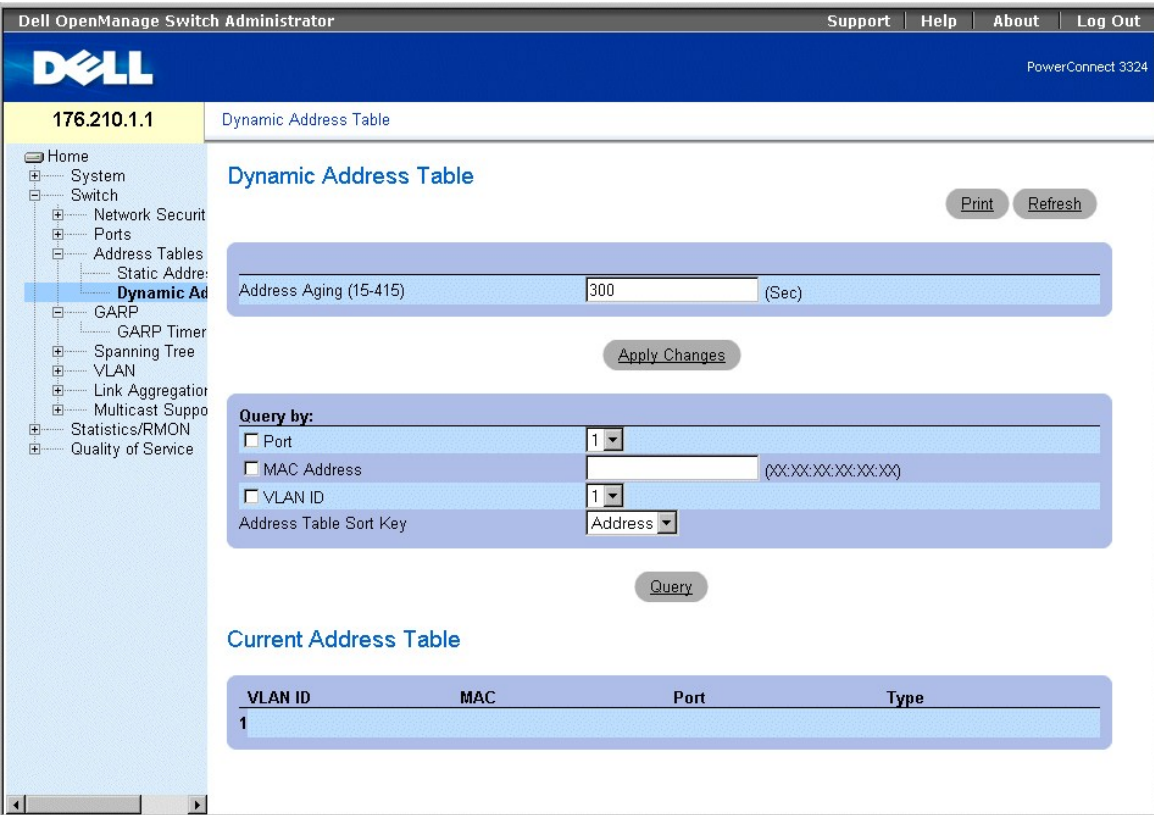 Dell OpenManage Switch Administrator
Support | Help | About | Log Out
DELL
PowerConnect 3324
176.210.1.1
Dynamic Address Table
Home
System
Switch
Network Securit
Ports
Address Tables
Static Addre
Dynamic Ad
GARP
GARP Timer
Spanning Tree
VLAN
Link Aggregation
Multicast Suppo
Statistics/RMON
Quality of Service
Dynamic Address Table
Print Refresh
Address Aging (15-415) 300 (Sec)
Apply Changes
Query by:
Port 1
MAC Address (XX:XX:XX:XX:XX:XX)
VLAN ID 1
Address Table Sort Key Address
Query
Current Address Table
VLAN ID MAC Port Type
1